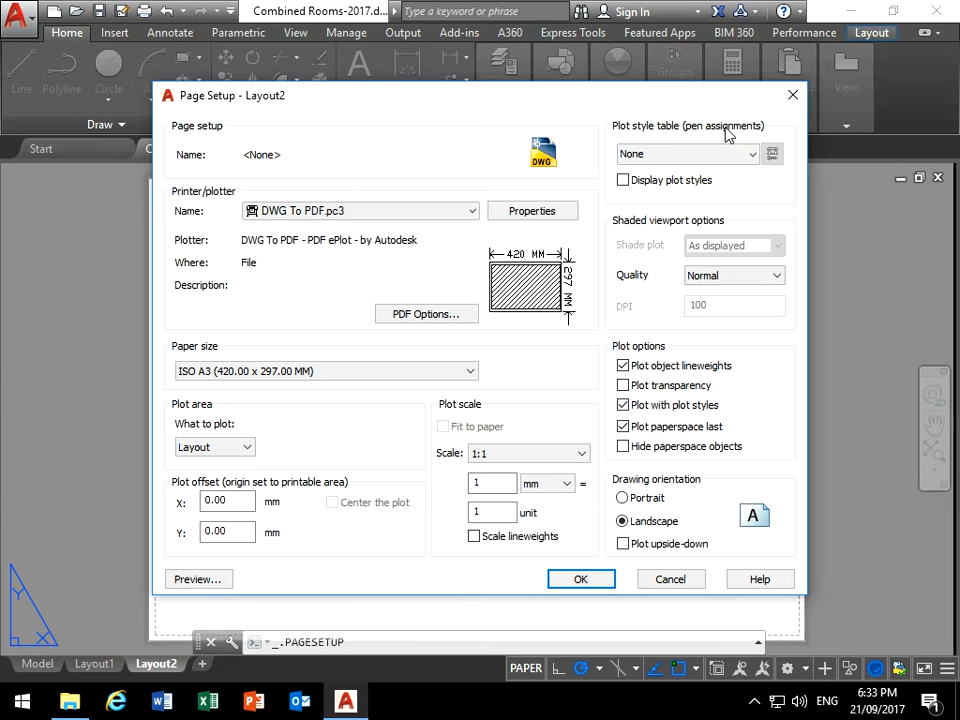 Combined Rooms-2017.d...
Type a keyword or phrase
Sign In
Home
Insert
Annotate
Parametric
View
Manage
Output
Add-ins
A360
Express Tools
Featured Apps
BIM 360
Performance
Layout
Line
Polyline
Circle
Groups
View
Draw
Start
Page Setup - Layout2
Page setup
Name:
<None>
DWG
Printer/plotter
Name:
DWG To PDF.pc3
Properties
Plotter:
DWG To PDF - PDF ePlot - by Autodesk
Where:
File
Description:
420 MM
297 MM
PDF Options...
Paper size
ISO A3 (420.00 x 297.00 MM)
Plot area
What to plot:
Layout
Plot offset (origin set to printable area)
X:
0.00
mm
Center the plot
Y:
0.00
mm
Plot scale
Fit to paper
Scale:
1:1
1
mm
=
1
unit
Scale lineweights
Plot style table (pen assignments)
None
Display plot styles
Shaded viewport options
Shade plot
As displayed
Quality
Normal
DPI
100
Plot options
Plot object lineweights
Plot transparency
Plot with plot styles
Plot paperspace last
Hide paperspace objects
Drawing orientation
Portrait
Landscape
A
Plot upside-down
Preview...
OK
Cancel
Help
Y
X
_.PAGESETUP
Model
Layout1
Layout2
PAPER
ENG
6:33 PM
21/09/2017
1